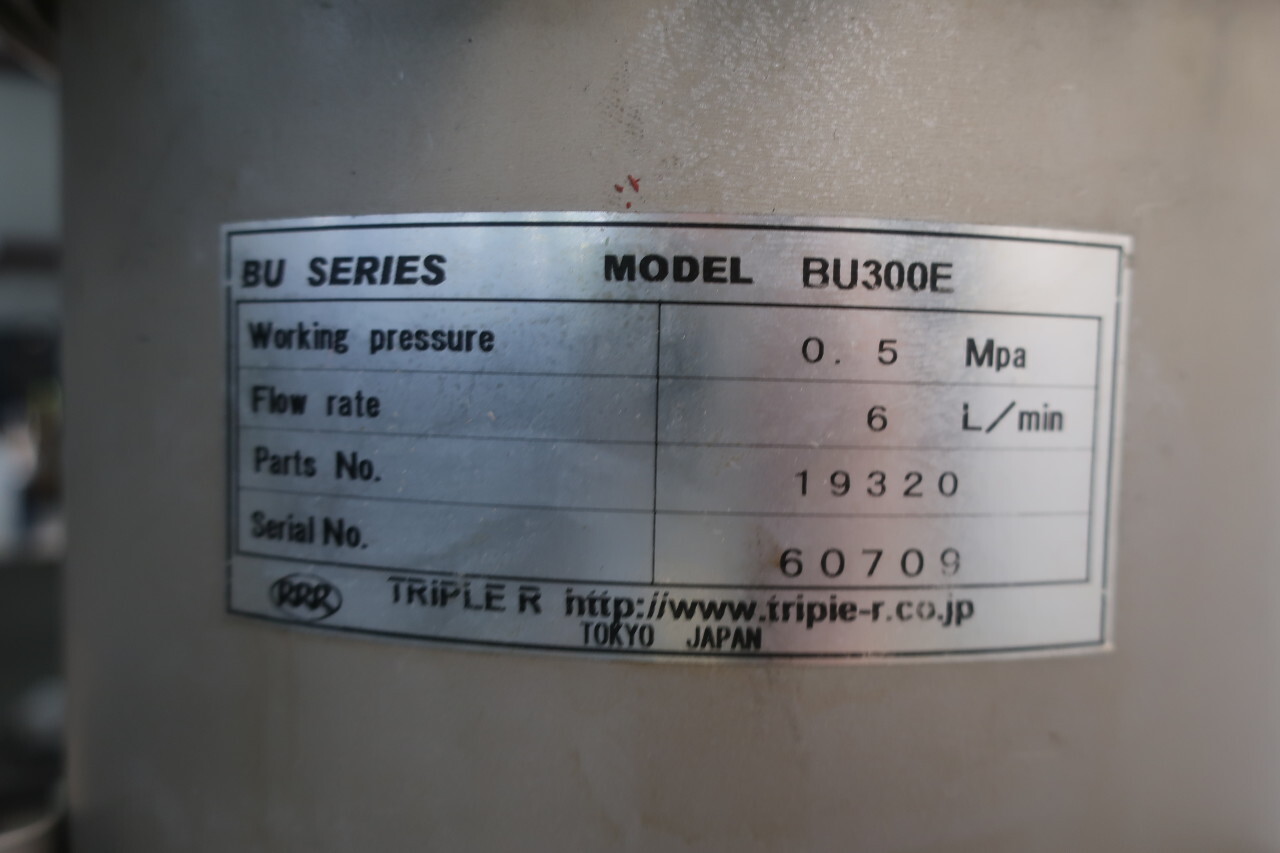 BU SERIES MODEL BU300E
Working pressure 0.5 Mpa
Flow rate 6 L/min
Parts No. 19320
Serial No. 60709
RRR TRIPLE R http://www.triple-r.co.jp
TOKYO JAPAN